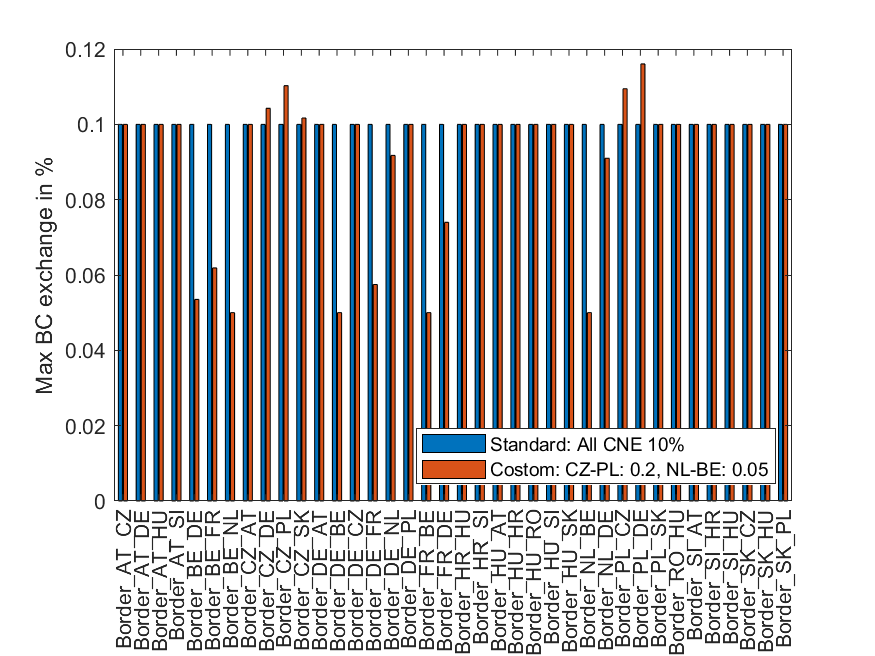 0.12
0.1
0.08
0.06
0.04
0.02
0
Max BC exchange in %
Standard: All CNE 10%
Costom: CZ-PL: 0.2, NL-BE: 0.05
Border_AT_CZ
Border_AT_DE
Border_AT_HU
Border_AT_SI
Border_BE_DE
Border_BE_FR
Border_BE_NL
Border_CZ_AT
Border_CZ_DE
Border_CZ_PL
Border_CZ_SK
Border_DE_AT
Border_DE_BE
Border_DE_CZ
Border_DE_FR
Border_DE_NL
Border_DE_PL
Border_FR_BE
Border_FR_DE
Border_HR_HU
Border_HR_SI
Border_HU_AT
Border_HU_HR
Border_HU_RO
Border_HU_SI
Border_HU_SK
Border_NL_BE
Border_NL_DE
Border_PL_CZ
Border_PL_DE
Border_PL_SK
Border_RO_HU
Border_SI_AT
Border_SI_HR
Border_SI_HU
Border_SK_CZ
Border_SK_HU
Border_SK_PL